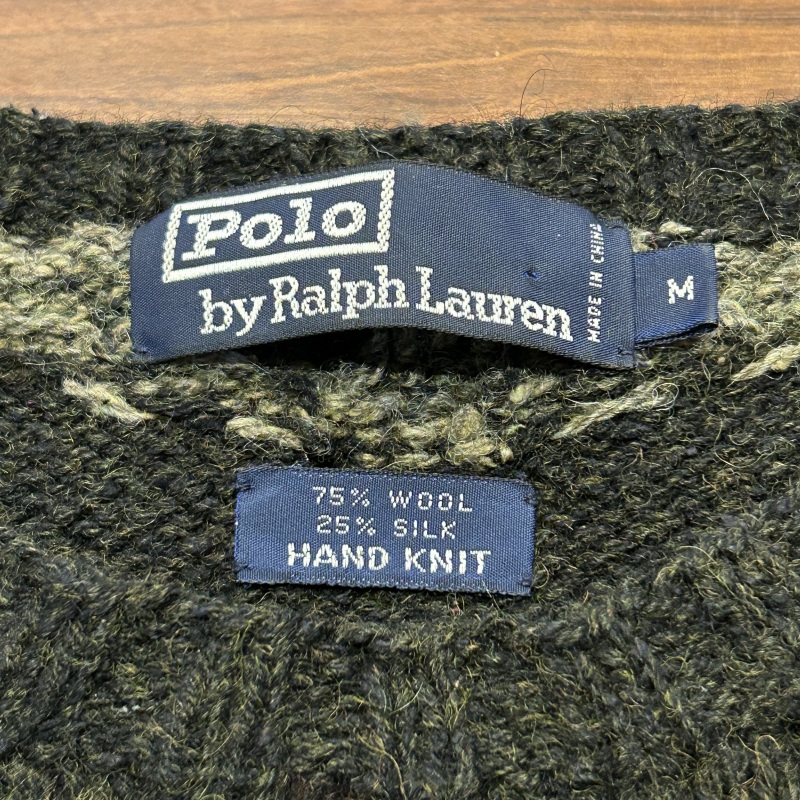 Polo
by Ralph Lauren
MADE IN CHINA
M
75% WOOL
25% SILK
HAND KNIT